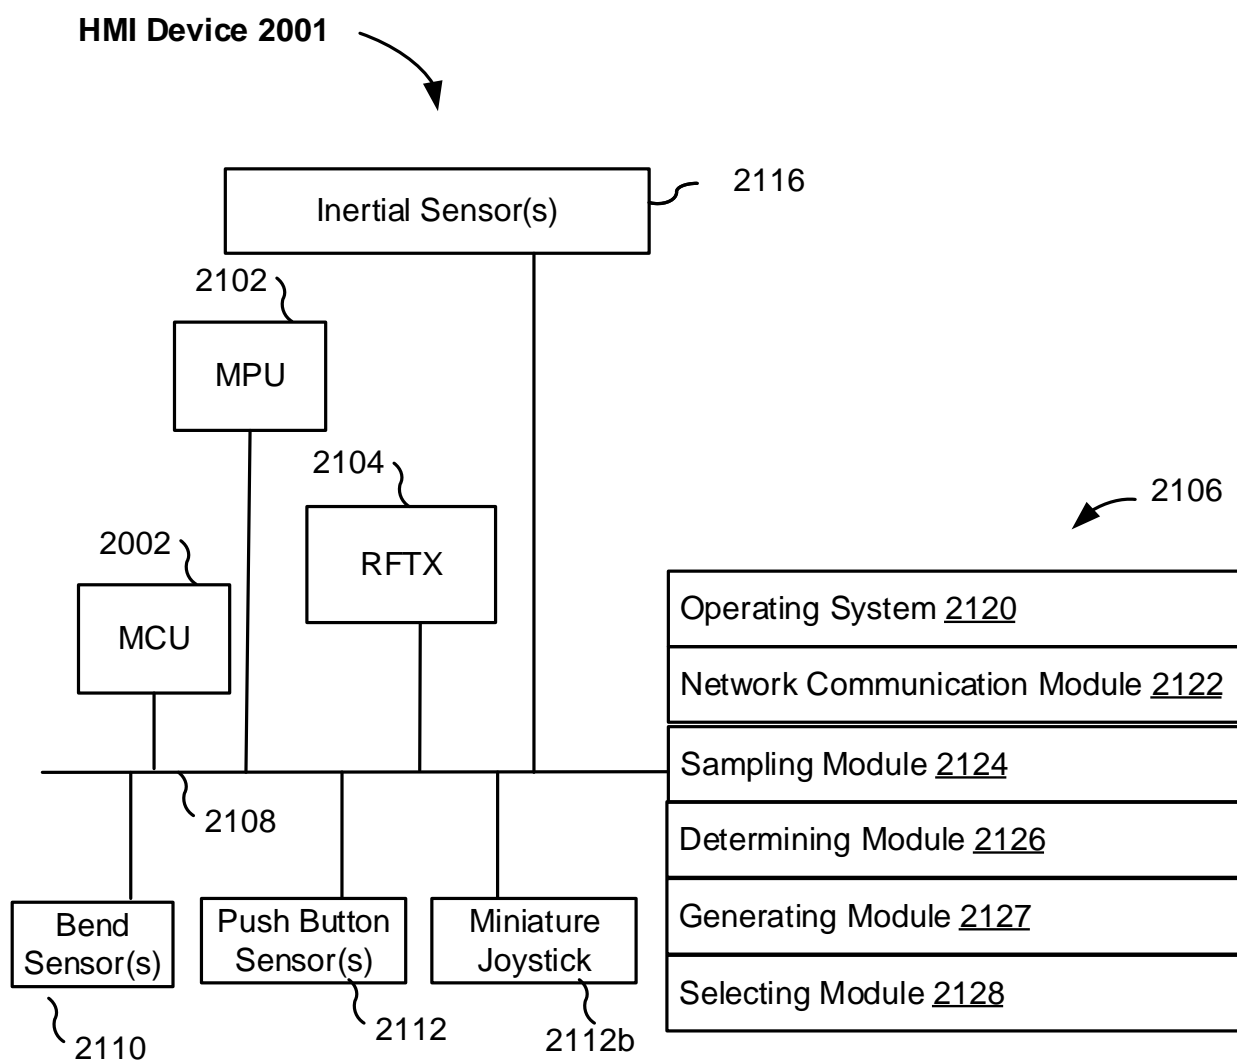 HMI Device 2001
2116
Inertial Sensor(s)
2102
MPU
2104
2106
RFTX
2002
MCU
Operating System 2120
Network Communication Module 2122
Sampling Module 2124
2108
Determining Module 2126
Generating Module 2127
Selecting Module 2128
Bend
Sensor(s)
Push Button
Sensor(s)
Miniature
Joystick
2110
2112
2112b